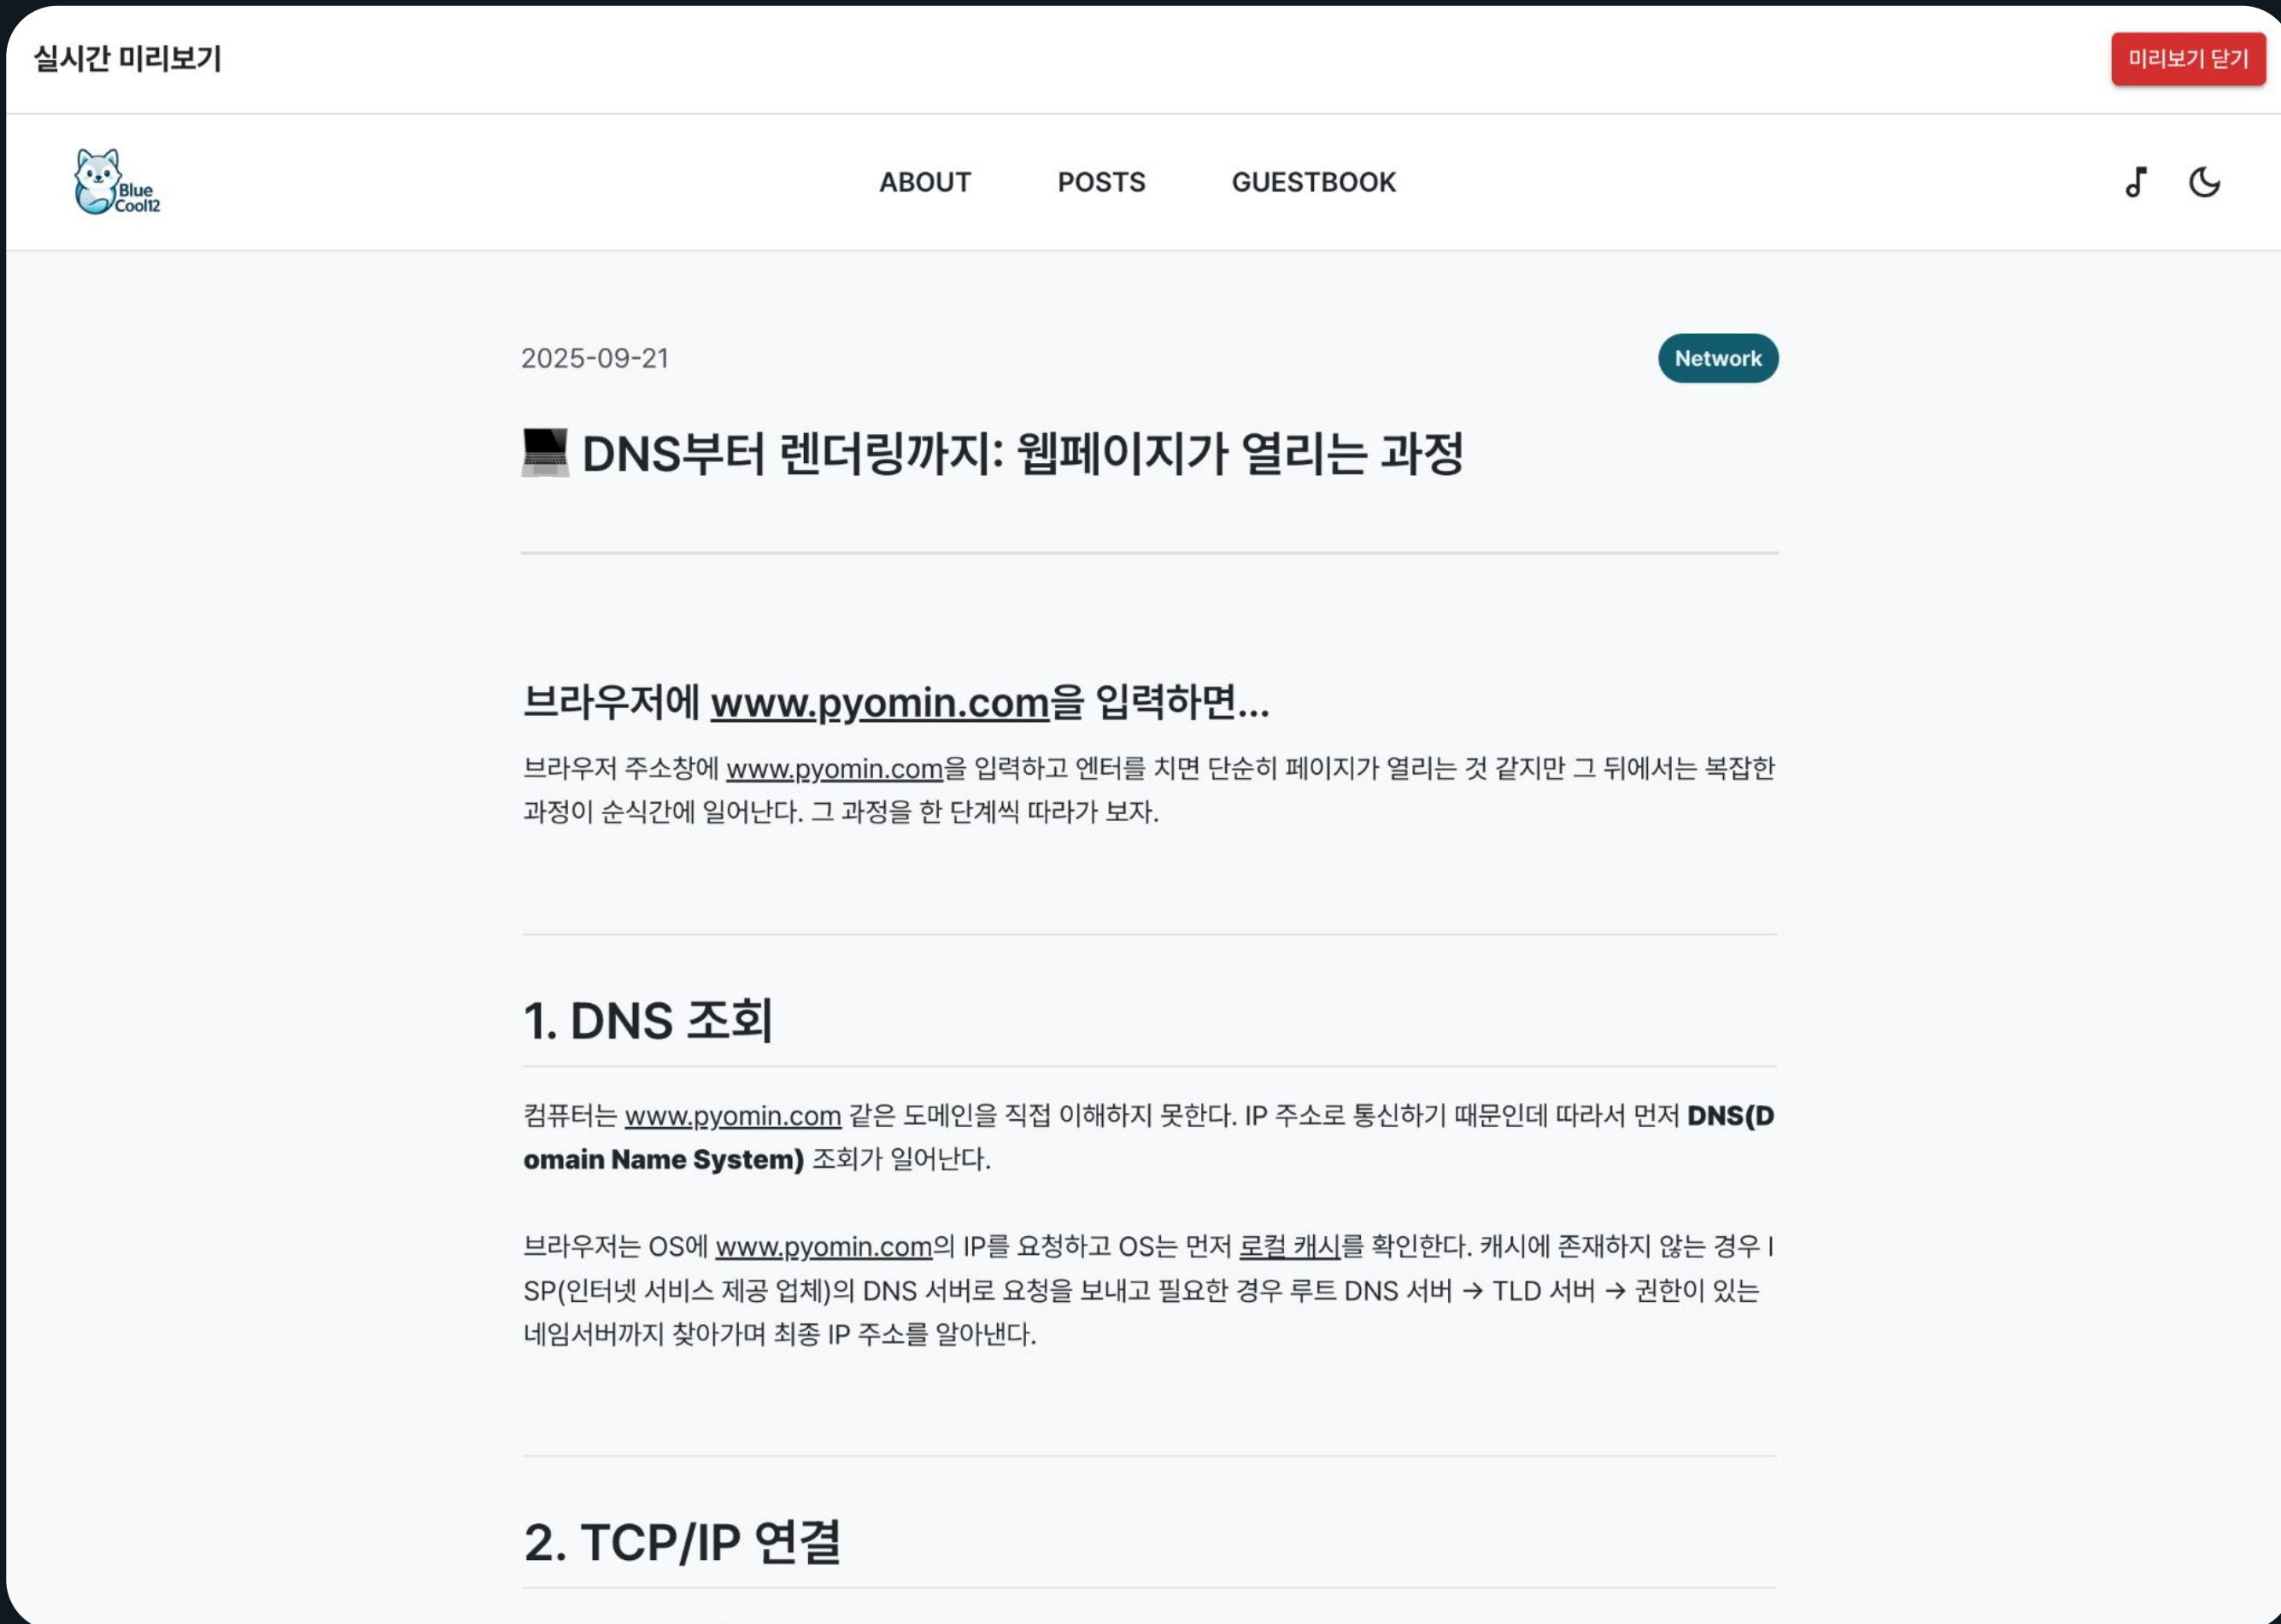 실시간 미리보기
미리보기 닫기
Blue
Cool12
ABOUT
POSTS
GUESTBOOK
2025-09-21
Network
DNS부터 렌더링까지: 웹페이지가 열리는 과정
브라우저에 www.pyomin.com을 입력하면...
브라우저 주소창에 www.pyomin.com을 입력하고 엔터를 치면 단순히 페이지가 열리는 것 같지만 그 뒤에서는 복잡한
과정이 순식간에 일어난다. 그 과정을 한 단계씩 따라가 보자.
1. DNS 조회
컴퓨터는 www.pyomin.com 같은 도메인을 직접 이해하지 못한다. IP 주소로 통신하기 때문인데 따라서 먼저 DNS(D
omain Name System) 조회가 일어난다.
브라우저는 OS에 www.pyomin.com의 IP를 요청하고 OS는 먼저 로컬 캐시를 확인한다. 캐시에 존재하지 않는 경우 I
SP(인터넷 서비스 제공 업체)의 DNS 서버로 요청을 보내고 필요한 경우 루트 DNS 서버 → TLD 서버 → 권한이 있는
네임서버까지 찾아가며 최종 IP 주소를 알아낸다.
2. TCP/IP 연결